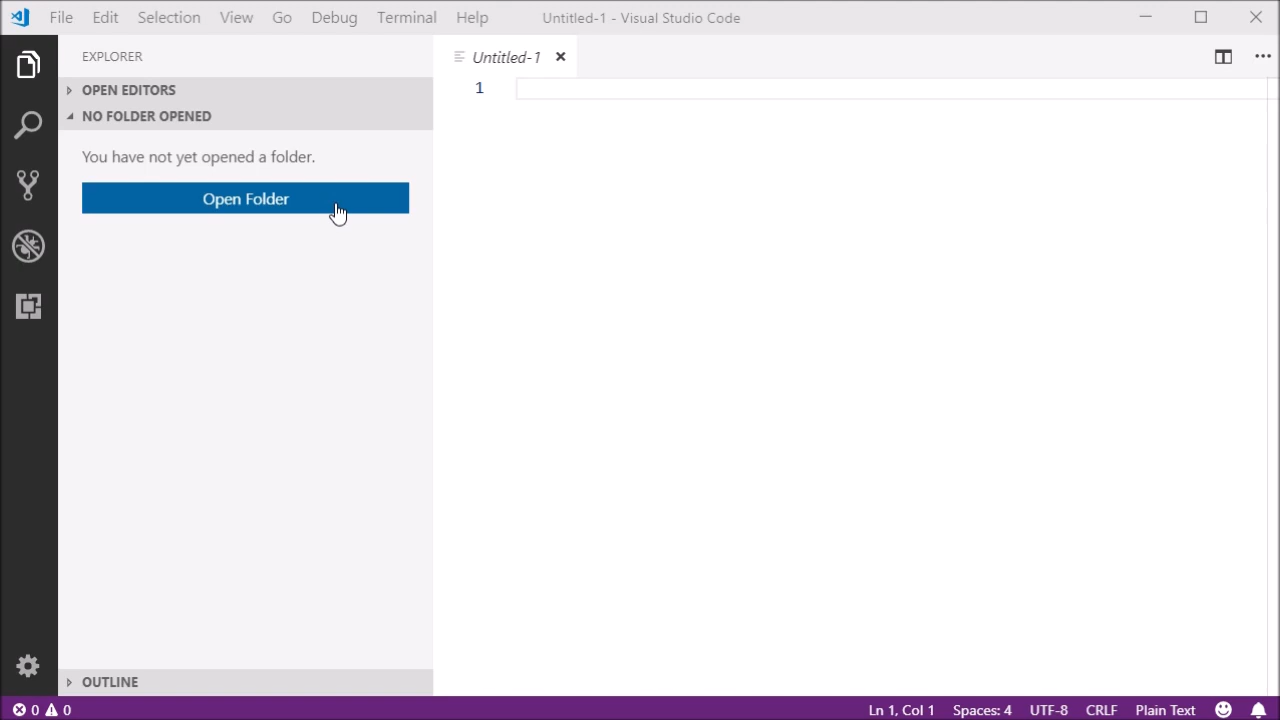 File Edit Selection View Go Debug Terminal Help Untitled-1 - Visual Studio Code
EXPLORER
Untitled-1
OPEN EDITORS
1
NO FOLDER OPENED
You have not yet opened a folder.
Open Folder
OUTLINE
0 0 Ln 1, Col 1 Spaces: 4 UTF-8 CRLF Plain Text